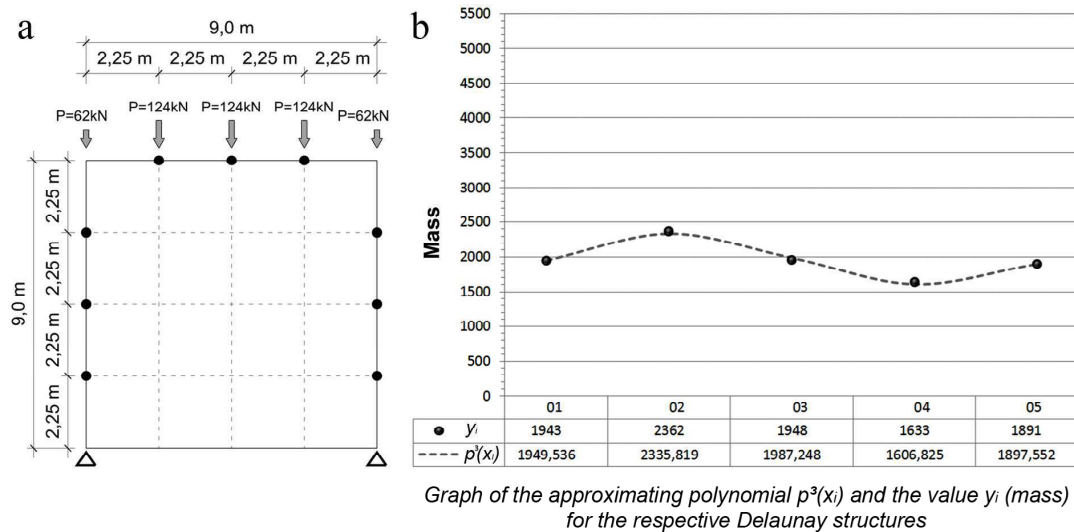 a
9,0 m
2,25 m 2,25 m 2,25 m 2,25 m
P=62kN P=124kN P=124kN P=124kN P=62kN
9,0 m
2,25 m
2,25 m
2,25 m
2,25 m
b
Mass
5500
5000
4500
4000
3500
3000
2500
2000
1500
1000
500
0
01 02 03 04 05
yᵢ 1943 2362 1948 1633 1891
p³(xᵢ) 1949,536 2335,819 1987,248 1606,825 1897,552
Graph of the approximating polynomial p³(xᵢ) and the value yᵢ (mass)
for the respective Delaunay structures